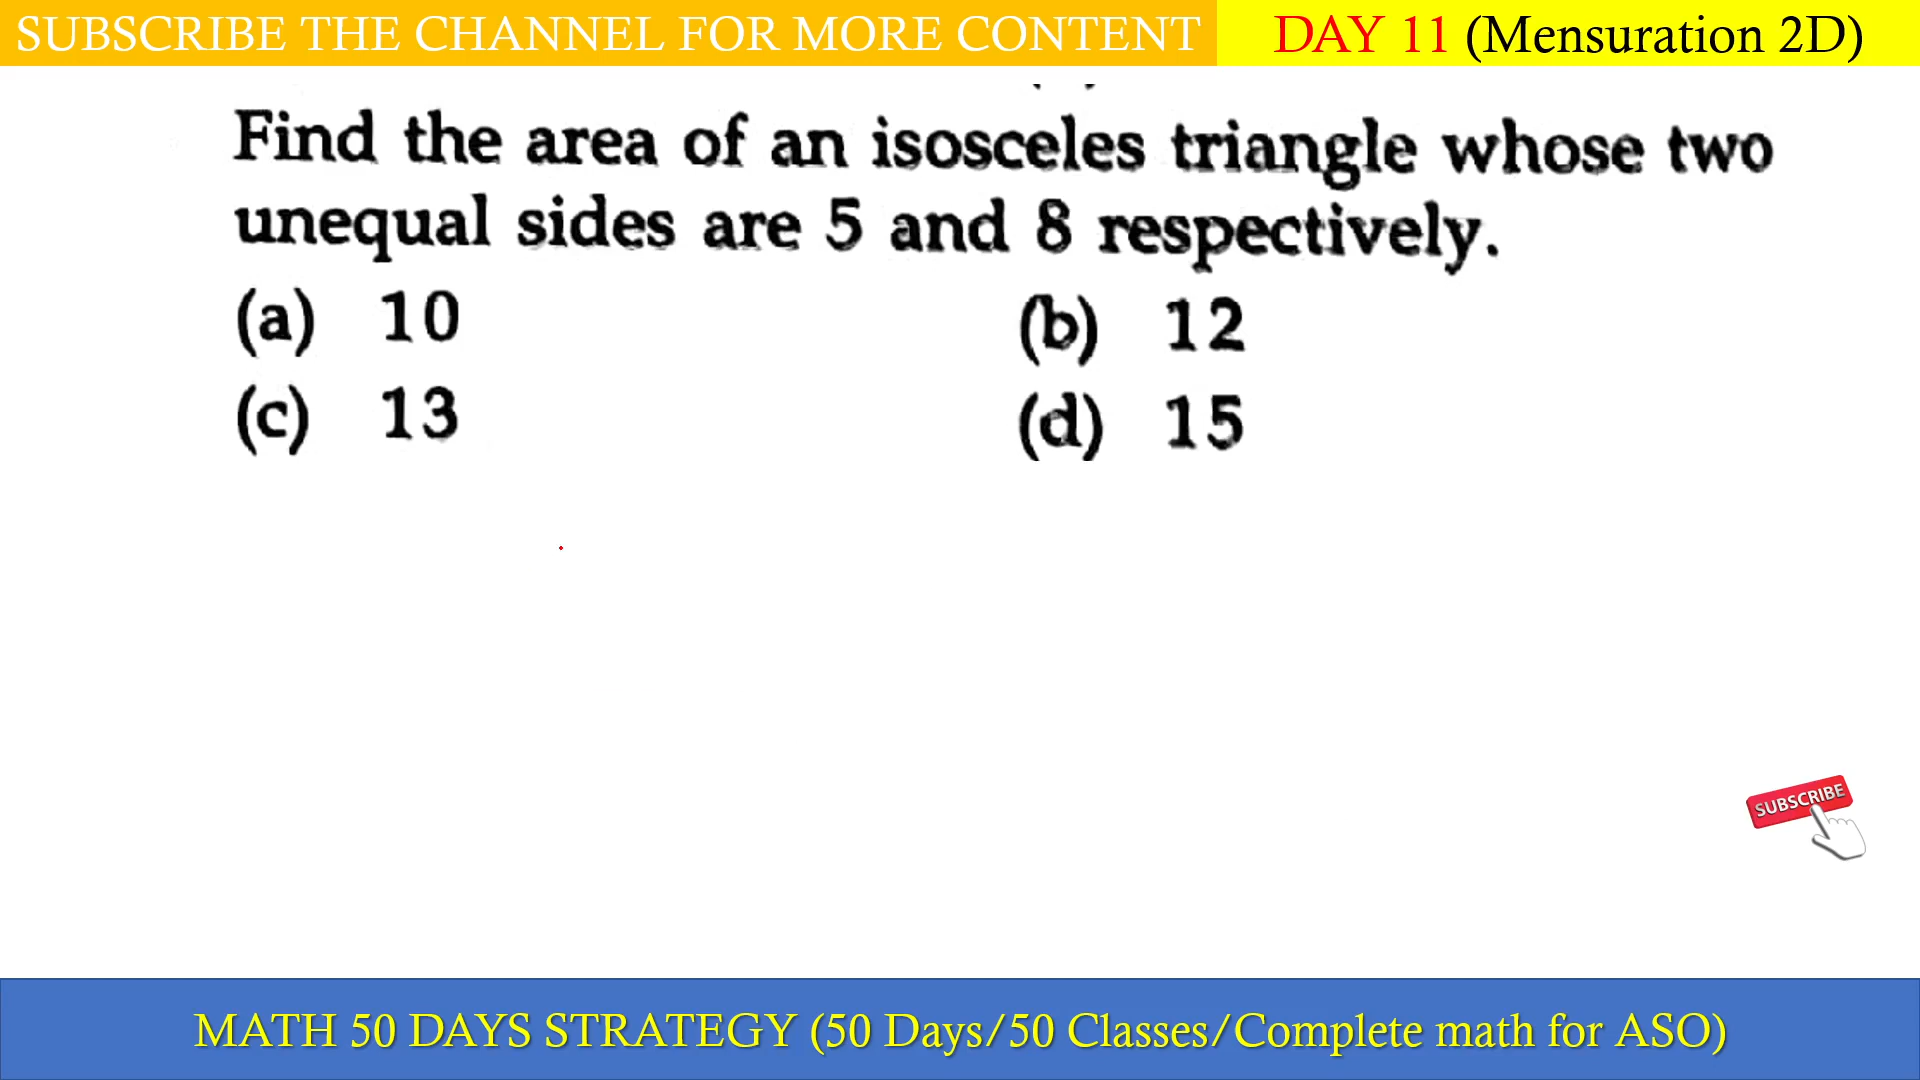 SUBSCRIBE THE CHANNEL FOR MORE CONTENT
DAY 11 (Mensuration 2D)
Find the area of an isosceles triangle whose two
unequal sides are 5 and 8 respectively.
(a) 10 (b) 12
(c) 13 (d) 15
SUBSCRIBE
MATH 50 DAYS STRATEGY (50 Days/50 Classes/Complete math for ASO)